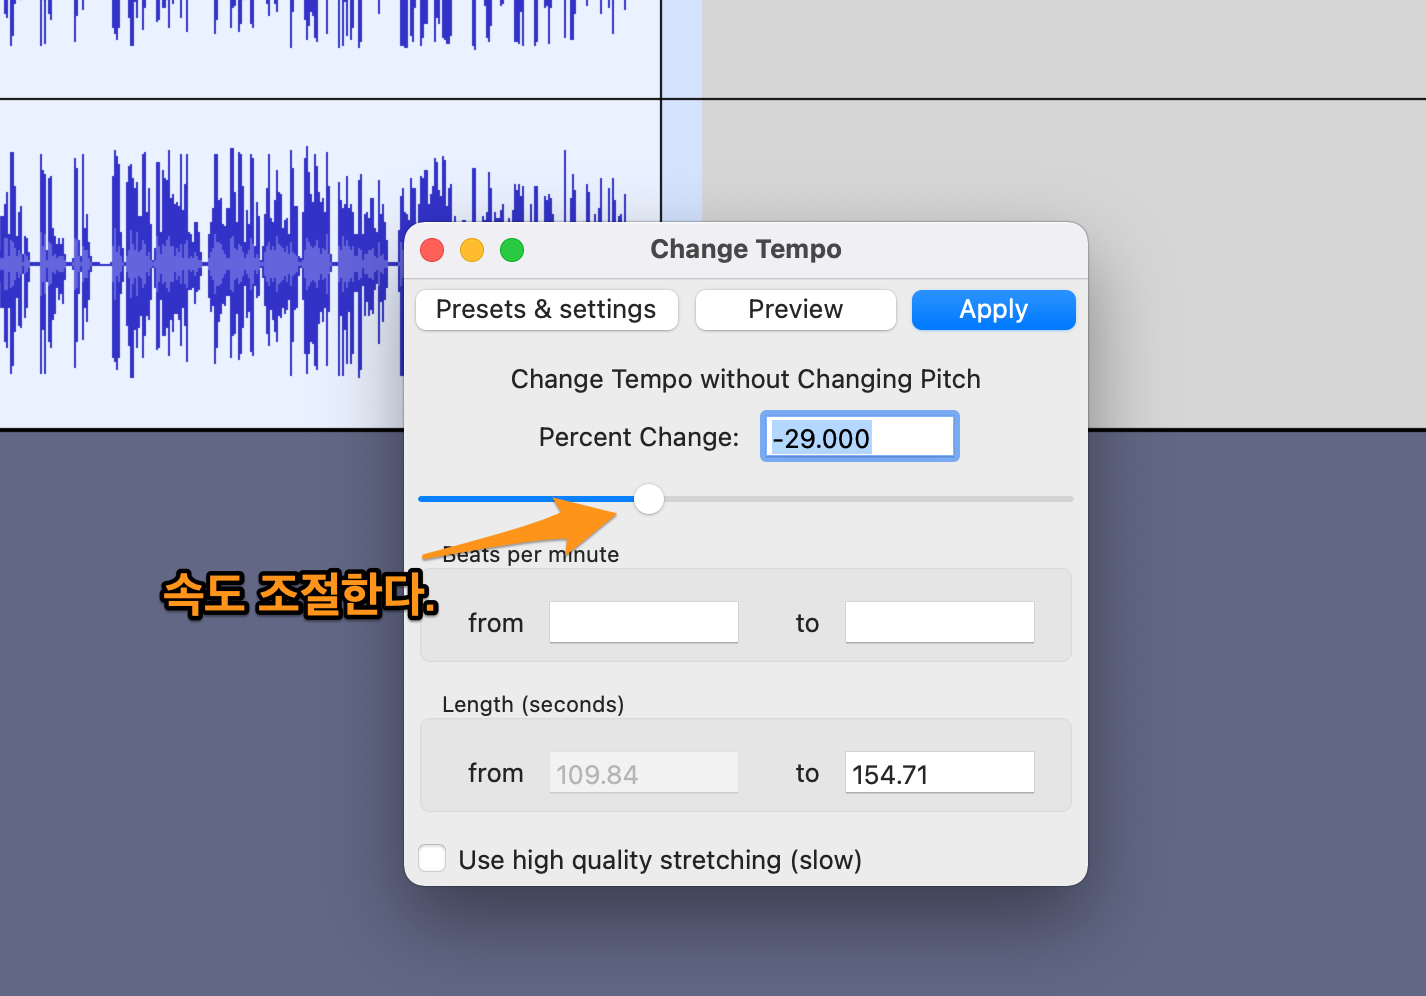 Change Tempo
Presets & settings Preview Apply
Change Tempo without Changing Pitch
Percent Change: -29.000
Beats per minute
속도 조절한다.
from to
Length (seconds)
from 109.84 to 154.71
Use high quality stretching (slow)